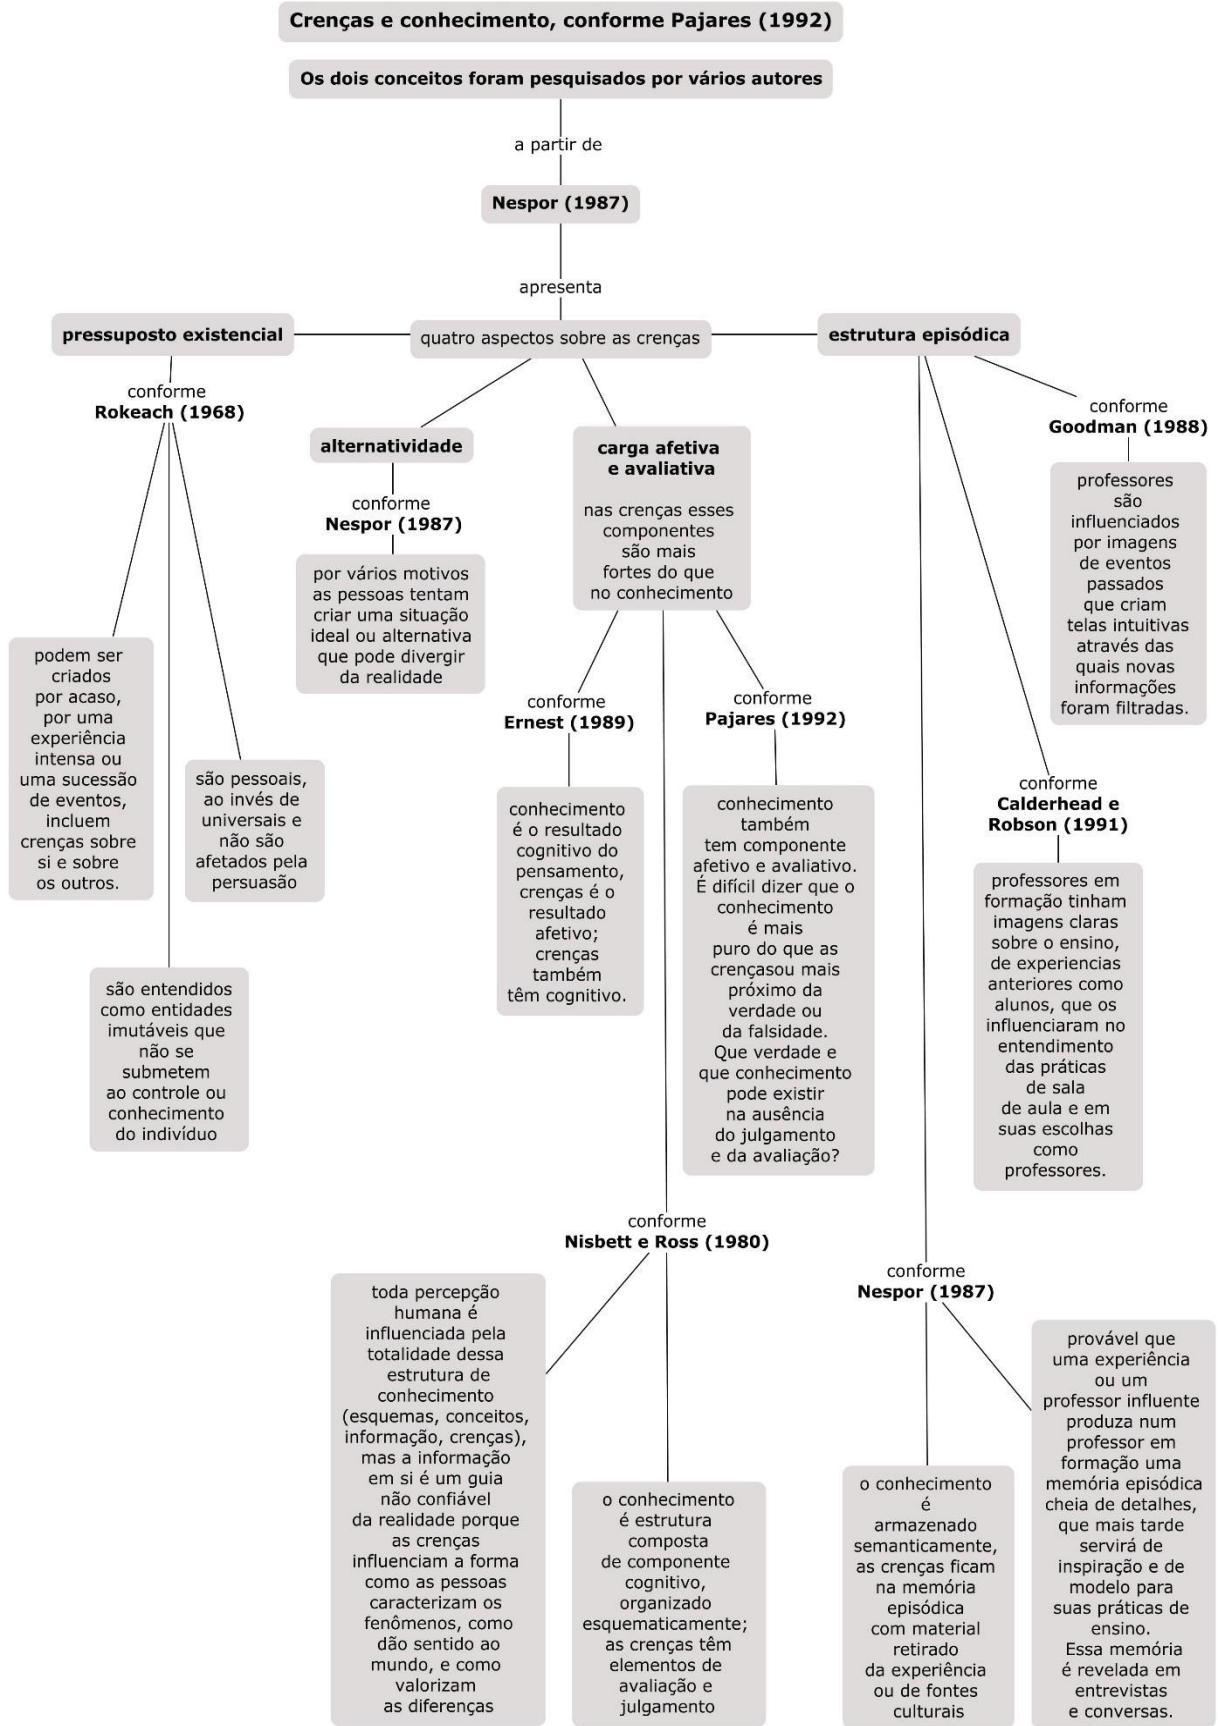 Crenças e conhecimento, conforme Pajares (1992)
Os dois conceitos foram pesquisados por vários autores
a partir de
Nespor (1987)
apresenta
pressuposto existencial
quatro aspectos sobre as crenças
estrutura episódica
conforme
Rokeach (1968)
podem ser
criados
por acaso,
por uma
experiência
intensa ou
uma sucessão
de eventos,
incluem
crenças sobre
si e sobre
os outros.
são entendidos
como entidades
imutáveis que
não se
submetem
ao controle ou
conhecimento
do indivíduo
são pessoais,
ao invés de
universais e
não são
afetados pela
persuasão
alternatividade
conforme
Nespor (1987)
por vários motivos
as pessoas tentam
criar uma situação
ideal ou alternativa
que pode divergir
da realidade
carga afetiva
e avaliativa
nas crenças esses
componentes
são mais
fortes do que
no conhecimento
conforme
Ernest (1989)
conhecimento
é o resultado
cognitivo do
pensamento,
crenças é o
resultado
afetivo;
crenças
também
têm cognitivo.
conforme
Pajares (1992)
conhecimento
também
tem componente
afetivo e avaliativo.
É difícil dizer que o
conhecimento
é mais
puro do que as
crençasou mais
próximo da
verdade ou
da falsidade.
Que verdade e
que conhecimento
pode existir
na ausência
do julgamento
e da avaliação?
conforme
Nisbett e Ross (1980)
toda percepção
humana é
influenciada pela
totalidade dessa
estrutura de
conhecimento
(esquemas, conceitos,
informação, crenças),
mas a informação
em si é um guia
não confiável
da realidade porque
as crenças
influenciam a forma
como as pessoas
caracterizam os
fenômenos, como
dão sentido ao
mundo, e como
valorizam
as diferenças
o conhecimento
é estrutura
composta
de componente
cognitivo,
organizado
esquematicamente;
as crenças têm
elementos de
avaliação e
julgamento
conforme
Goodman (1988)
professores
são
influenciados
por imagens
de eventos
passados
que criam
telas intuitivas
através das
quais novas
informações
foram filtradas.
conforme
Calderhead e
Robson (1991)
professores em
formação tinham
imagens claras
sobre o ensino,
de experiencias
anteriores como
alunos, que os
influenciaram no
entendimento
das práticas
de sala
de aula e em
suas escolhas
como
professores.
conforme
Nespor (1987)
o conhecimento
é
armazenado
semanticamente,
as crenças ficam
na memória
episódica
com material
retirado
da experiência
ou de fontes
culturais
provável que
uma experiência
ou um
professor influente
produza num
professor em
formação uma
memória episódica
cheia de detalhes,
que mais tarde
servirá de
inspiração e de
modelo para
suas práticas de
ensino.
Essa memória
é revelada em
entrevistas
e conversas.